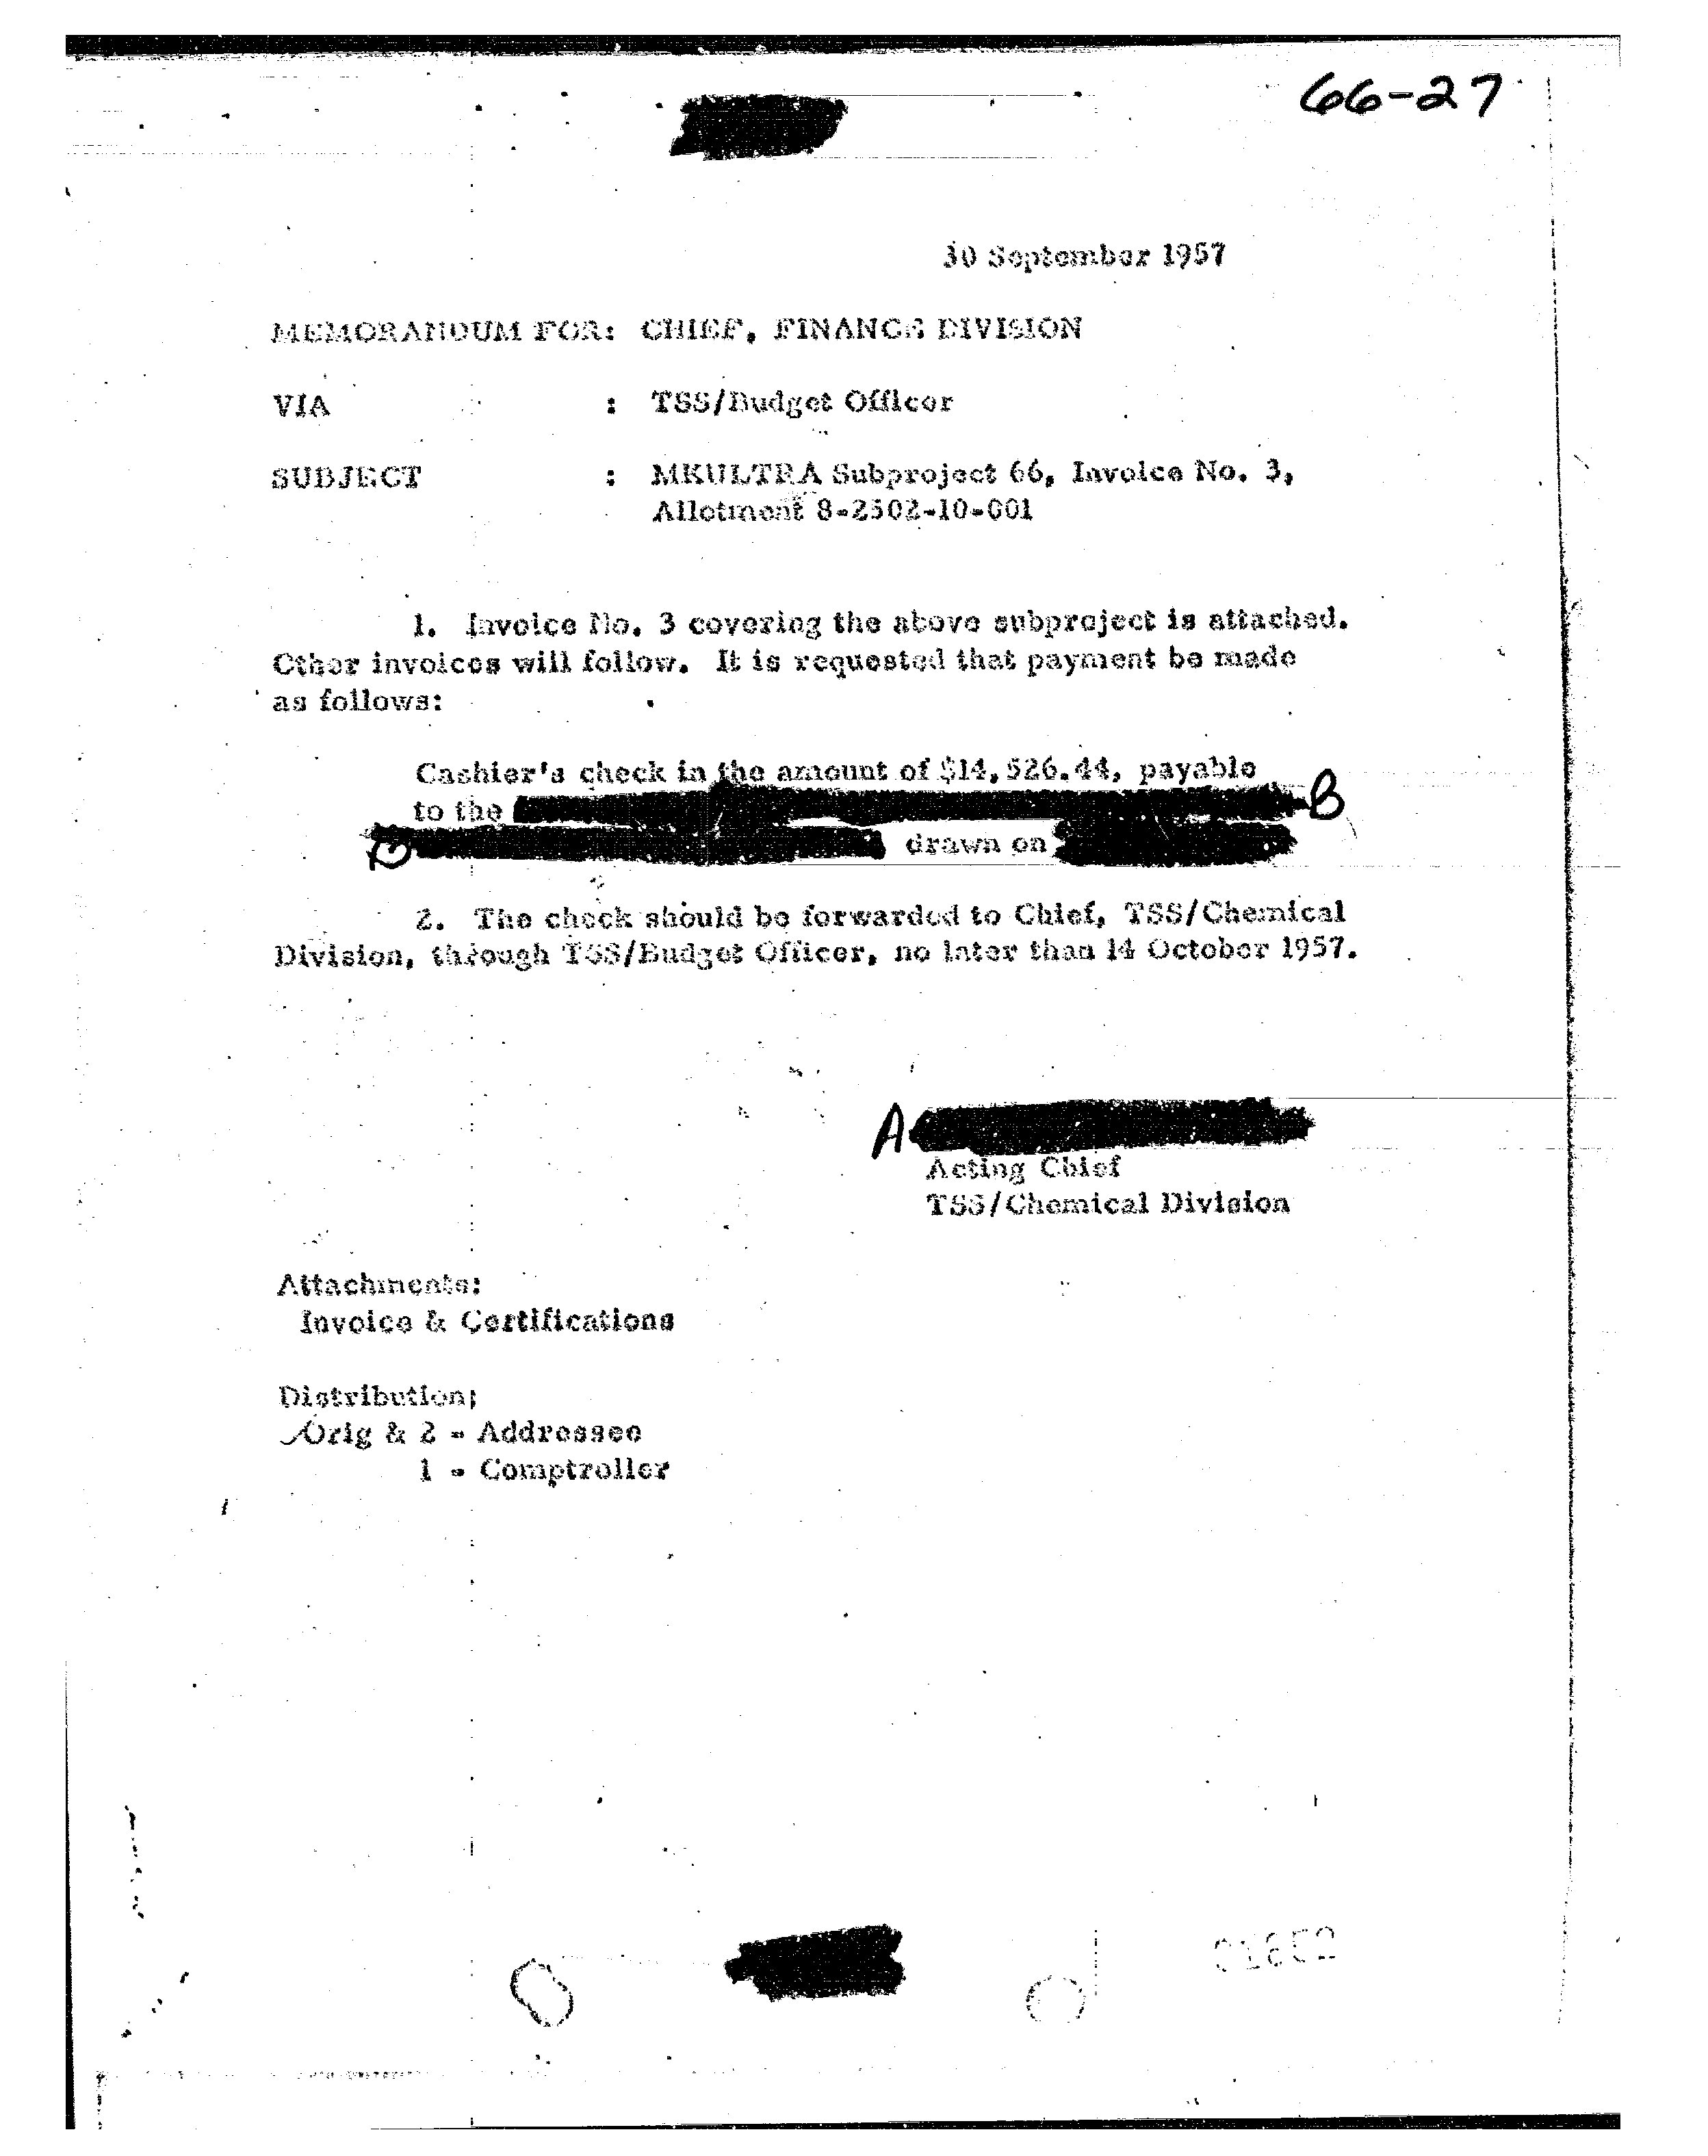 66-27
30 September 1957
MEMORANDUM FOR: CHIEF, FINANCE DIVISION
VIA : TSS/Budget Officer
SUBJECT : MKULTRA Subproject 66, Invoice No. 3,
Allotment 8-2502-10-001
1. Invoice No. 3 covering the above subproject is attached.
Other invoices will follow. It is requested that payment be made
as follows:
Cashier's check in the amount of $14,526.44, payable
to the B
B drawn on
2. The check should be forwarded to Chief, TSS/Chemical
Division, through TSS/Budget Officer, no later than 14 October 1957.
A
Acting Chief
TSS/Chemical Division
Attachments:
Invoice & Certifications
Distribution:
Orig & 2 - Addressee
1 - Comptroller